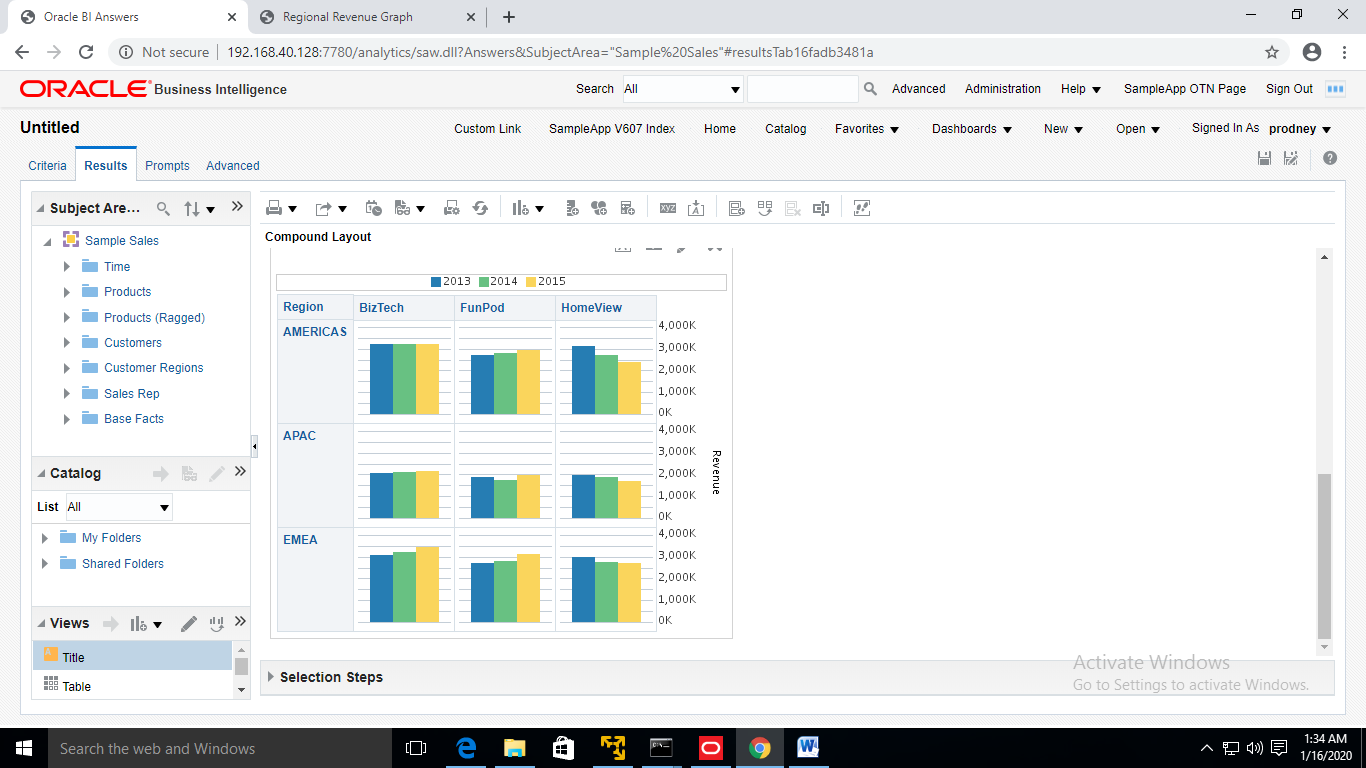 Oracle BI Answers
Regional Revenue Graph
Not secure
192.168.40.128:7780/analytics/saw.dll?Answers&SubjectArea="Sample%20Sales"#resultsTab16fadb3481a
ORACLE Business Intelligence
Search All Advanced Administration Help SampleApp OTN Page Sign Out
Untitled
Custom Link SampleApp V607 Index Home Catalog Favorites Dashboards New Open Signed In As prodney
Criteria Results Prompts Advanced
Subject Are...
Sample Sales
Time
Products
Products (Ragged)
Customers
Customer Regions
Sales Rep
Base Facts
Catalog
List All
My Folders
Shared Folders
Views
Title
Table
XYZ
Compound Layout
2013 2014 2015
Region BizTech FunPod HomeView
AMERICAS
4,000K
3,000K
2,000K
1,000K
0K
APAC
4,000K
3,000K
2,000K
1,000K
0K
EMEA
4,000K
3,000K
2,000K
1,000K
0K
Revenue
Selection Steps
Activate Windows
Go to Settings to activate Windows.
Search the web and Windows
1:34 AM
1/16/2020